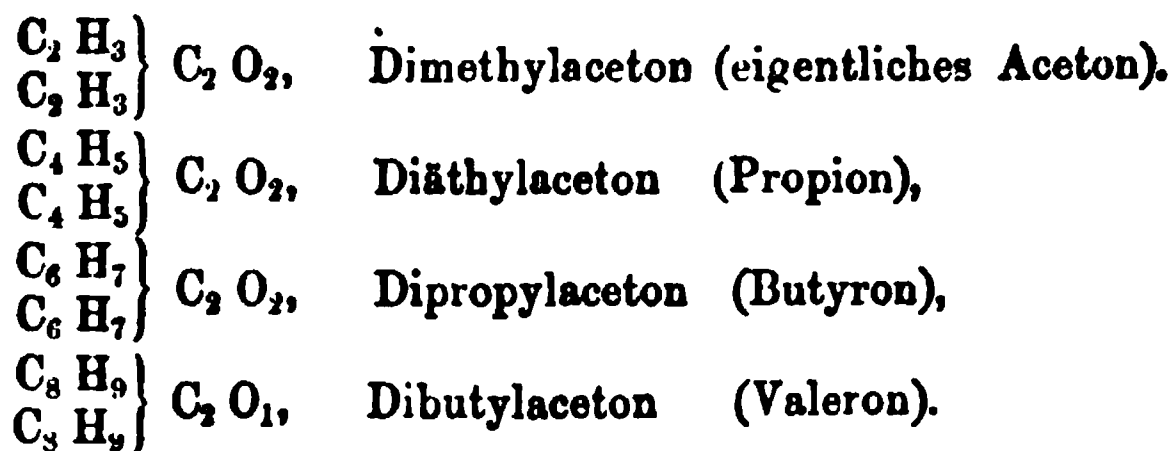 C₂ H₃
C₂ H₃ } C₂ O₂, Dimethylaceton (eigentliches Aceton).
C₄ H₅
C₄ H₅ } C₂ O₂, Diäthylaceton (Propion),
C₆ H₇
C₆ H₇ } C₂ O₂, Dipropylaceton (Butyron),
C₈ H₉
C₈ H₉ } C₂ O₁, Dibutylaceton (Valeron).